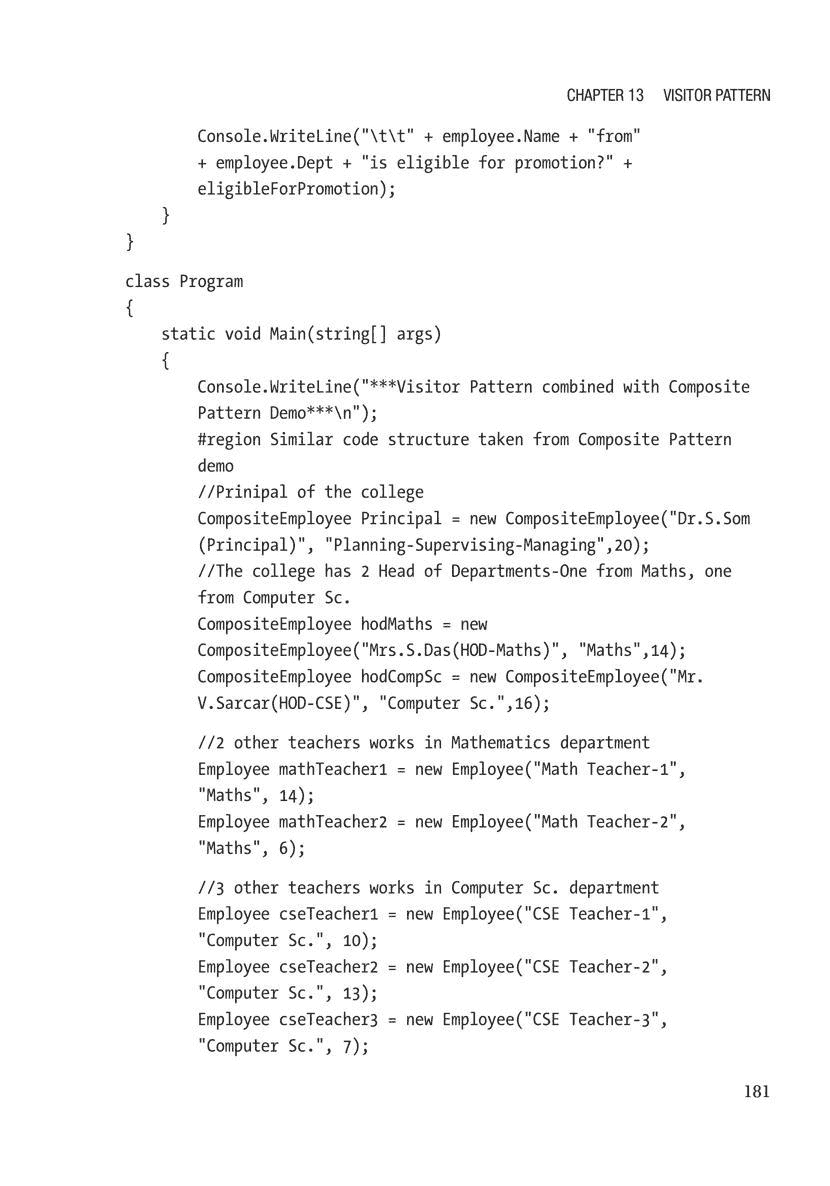 CHAPTER 13 VISITOR PATTERN
Console.WriteLine("\t\t" + employee.Name + "from"
+ employee.Dept + "is eligible for promotion?" +
eligibleForPromotion);
}
}
class Program
{
static void Main(string[] args)
{
Console.WriteLine("***Visitor Pattern combined with Composite
Pattern Demo***\n");
#region Similar code structure taken from Composite Pattern
demo
//Prinipal of the college
CompositeEmployee Principal = new CompositeEmployee("Dr.S.Som
(Principal)", "Planning-Supervising-Managing",20);
//The college has 2 Head of Departments-One from Maths, one
from Computer Sc.
CompositeEmployee hodMaths = new
CompositeEmployee("Mrs.S.Das(HOD-Maths)", "Maths",14);
CompositeEmployee hodCompSc = new CompositeEmployee("Mr.
V.Sarcar(HOD-CSE)", "Computer Sc.",16);
//2 other teachers works in Mathematics department
Employee mathTeacher1 = new Employee("Math Teacher-1",
"Maths", 14);
Employee mathTeacher2 = new Employee("Math Teacher-2",
"Maths", 6);
//3 other teachers works in Computer Sc. department
Employee cseTeacher1 = new Employee("CSE Teacher-1",
"Computer Sc.", 10);
Employee cseTeacher2 = new Employee("CSE Teacher-2",
"Computer Sc.", 13);
Employee cseTeacher3 = new Employee("CSE Teacher-3",
"Computer Sc.", 7);
181